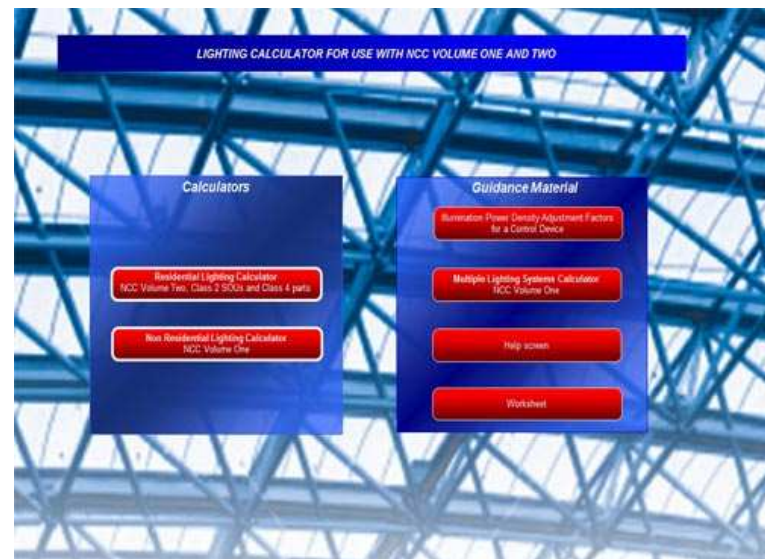 LIGHTING CALCULATOR FOR USE WITH NCC VOLUME ONE AND TWO
Calculators
Residential Lighting Calculator
NCC Volume Two, Class 2 SOUs and Class 4 parts
Non Residential Lighting Calculator
NCC Volume One
Guidance Material
Illumination Power Density Adjustment Factors
for a Control Device
Multiple Lighting Systems Calculator
NCC Volume One
Help screen
Worksheet